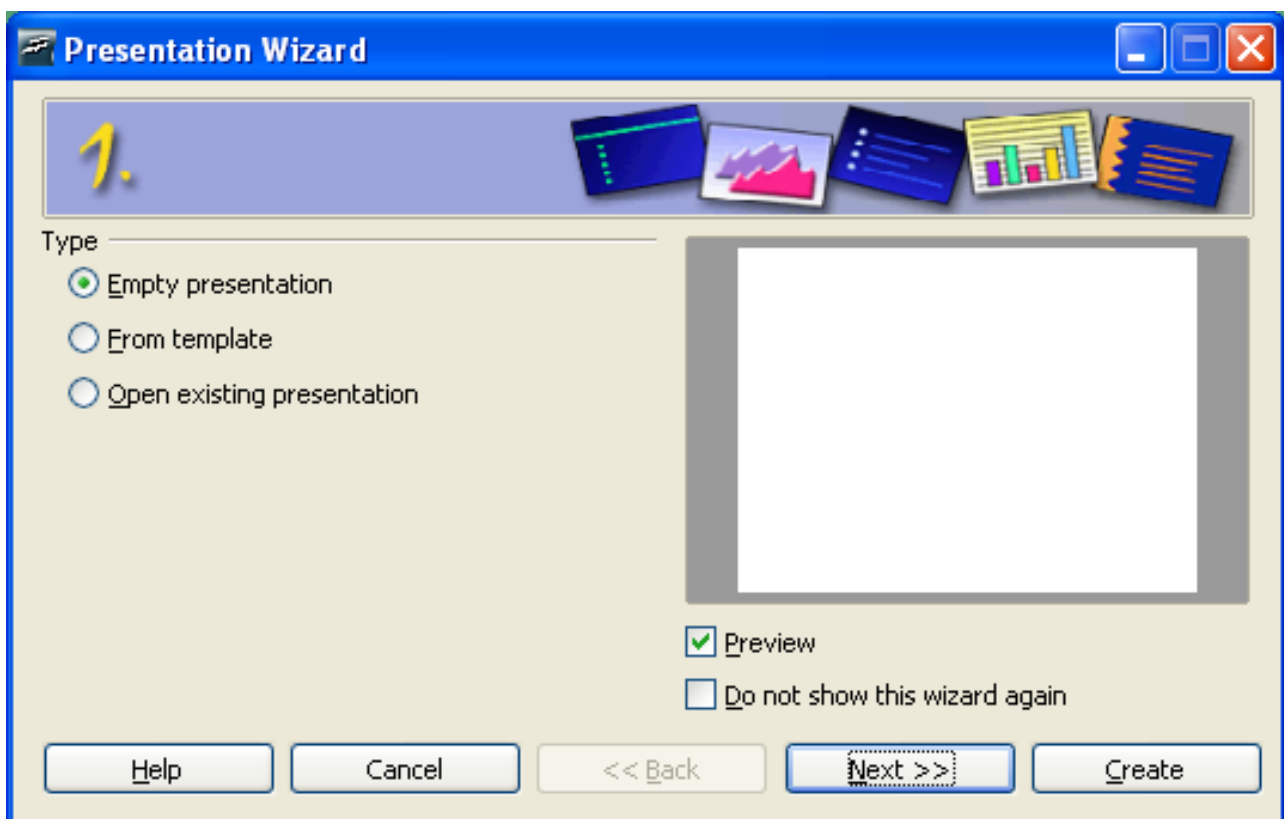 Presentation Wizard
1.
Type
Empty presentation
From template
Open existing presentation
Preview
Do not show this wizard again
Help Cancel << Back Next >> Create